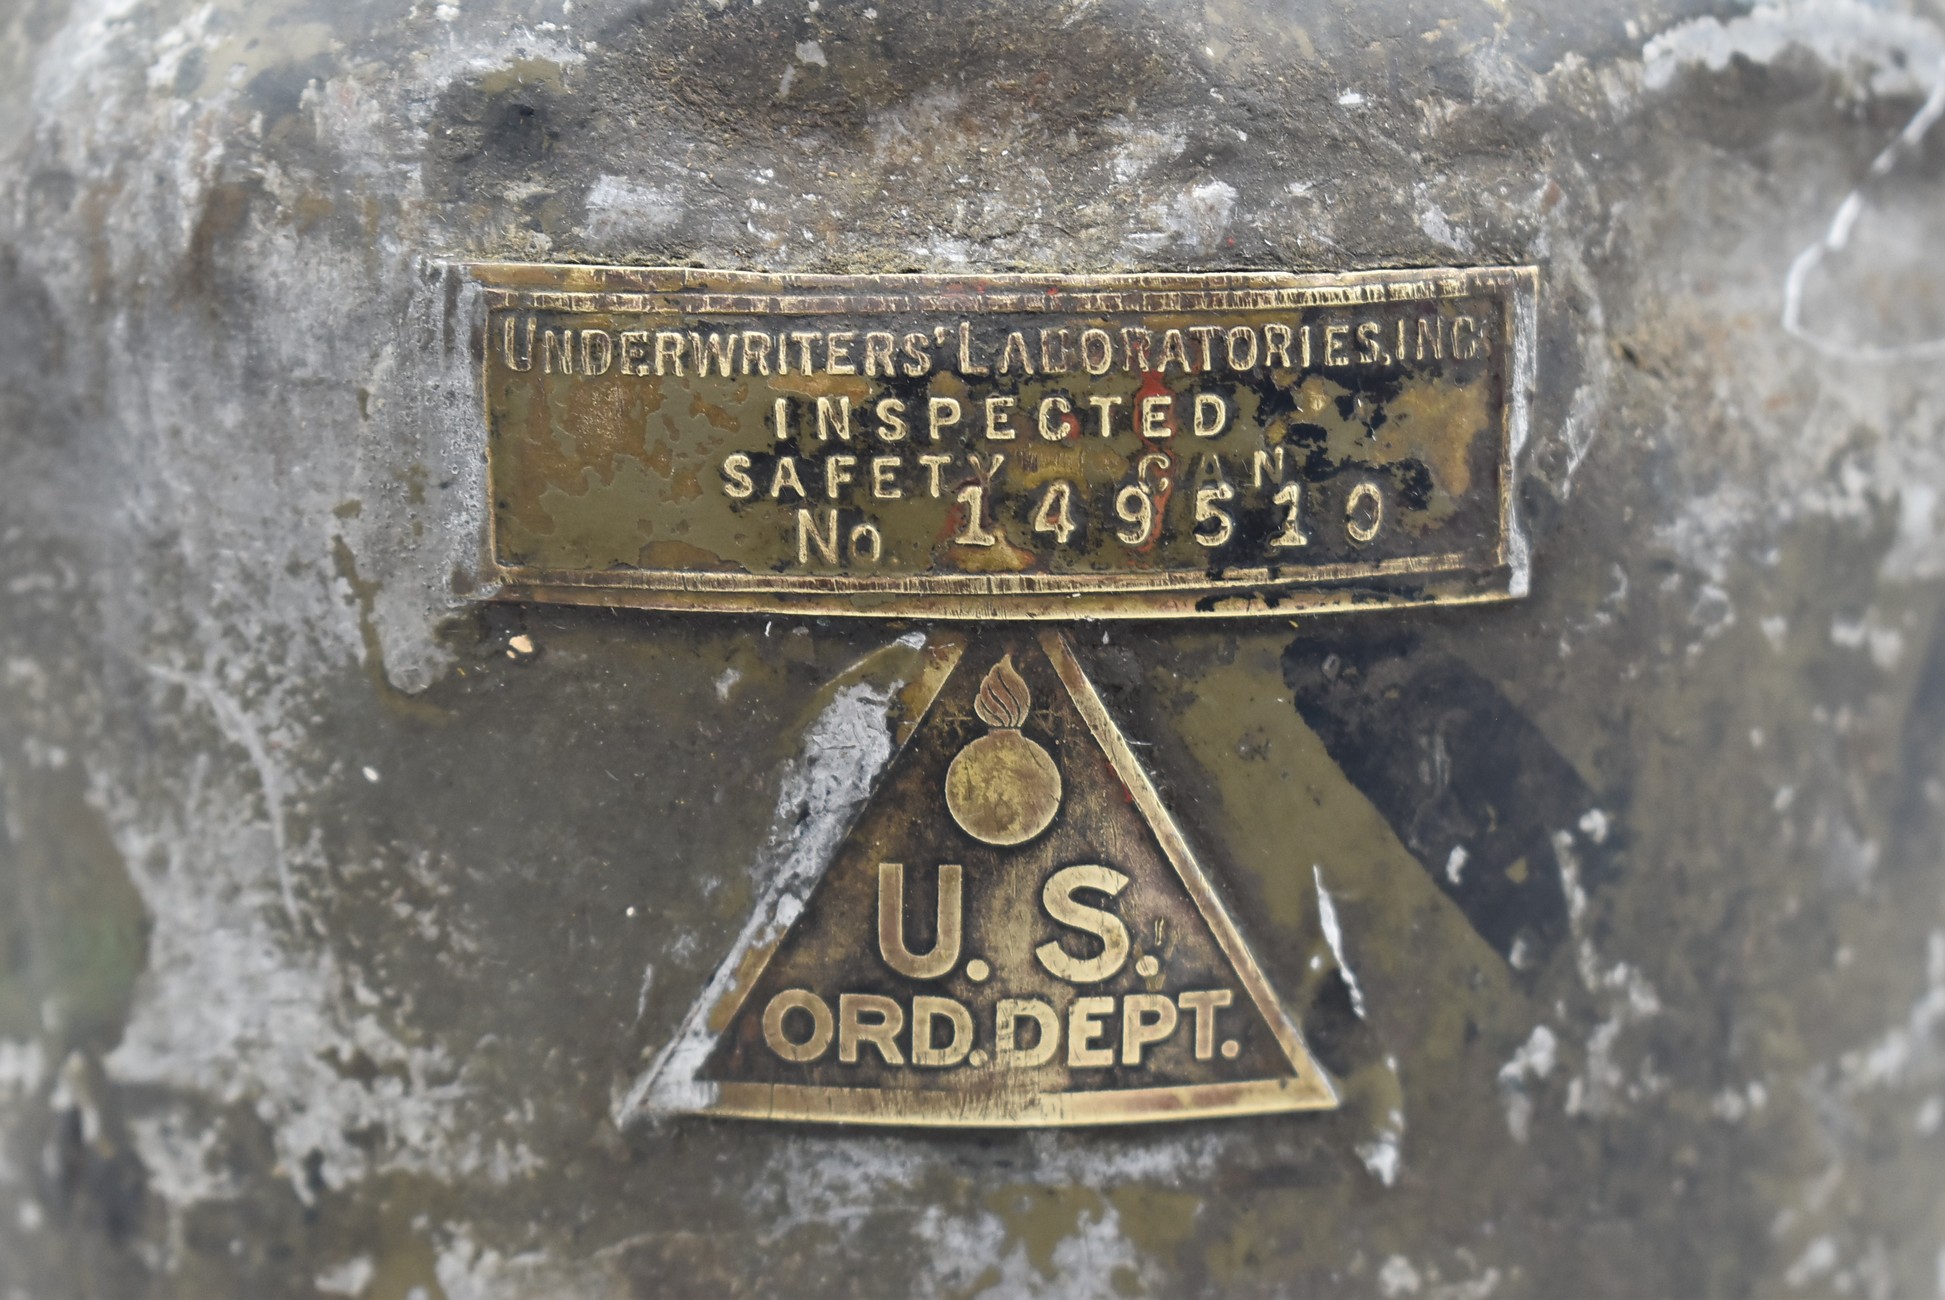 UNDERWRITERS' LABORATORIES, INC.
INSPECTED
SAFETY CAN
No. 149510
U. S.
ORD. DEPT.